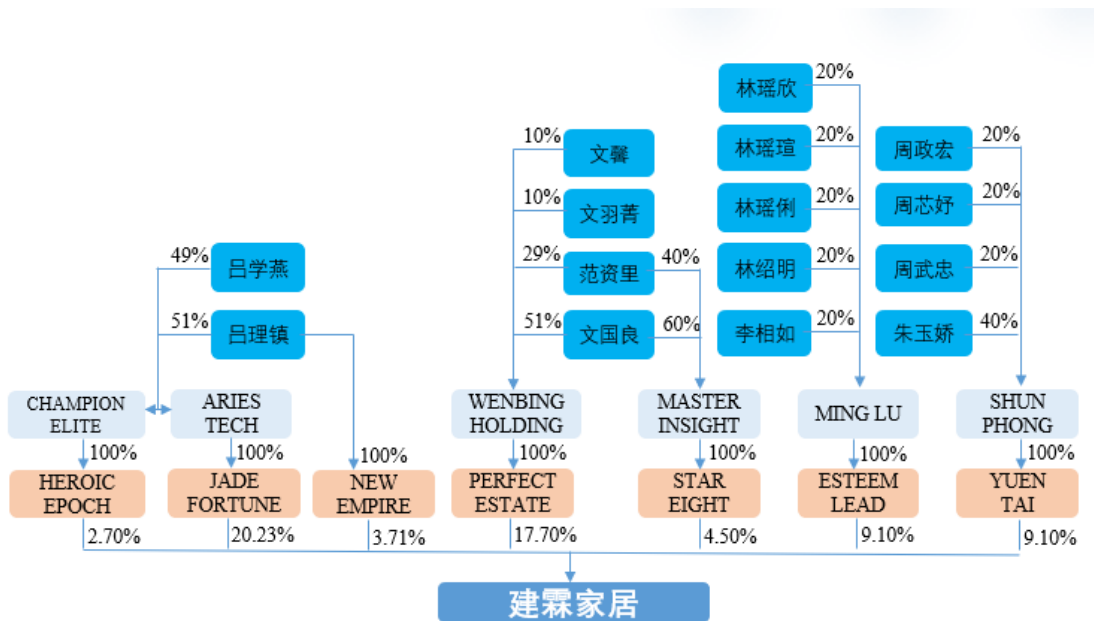 林瑶欣
20%
10%
文馨
林瑶瑄
20%
周政宏
20%
10%
文羽菁
林瑶俐
20%
周芯妤
20%
49%
吕学燕
29%
范资里
40%
林绍明
20%
周武忠
20%
51%
吕理镇
51%
文国良
60%
李相如
20%
朱玉娇
40%
CHAMPION
ELITE
ARIES
TECH
WENBING
HOLDING
MASTER
INSIGHT
MING LU
SHUN
PHONG
100%
100%
100%
100%
100%
100%
100%
HEROIC
EPOCH
JADE
FORTUNE
NEW
EMPIRE
PERFECT
ESTATE
STAR
EIGHT
ESTEEM
LEAD
YUEN
TAI
2.70%
20.23%
3.71%
17.70%
4.50%
9.10%
9.10%
建霖家居